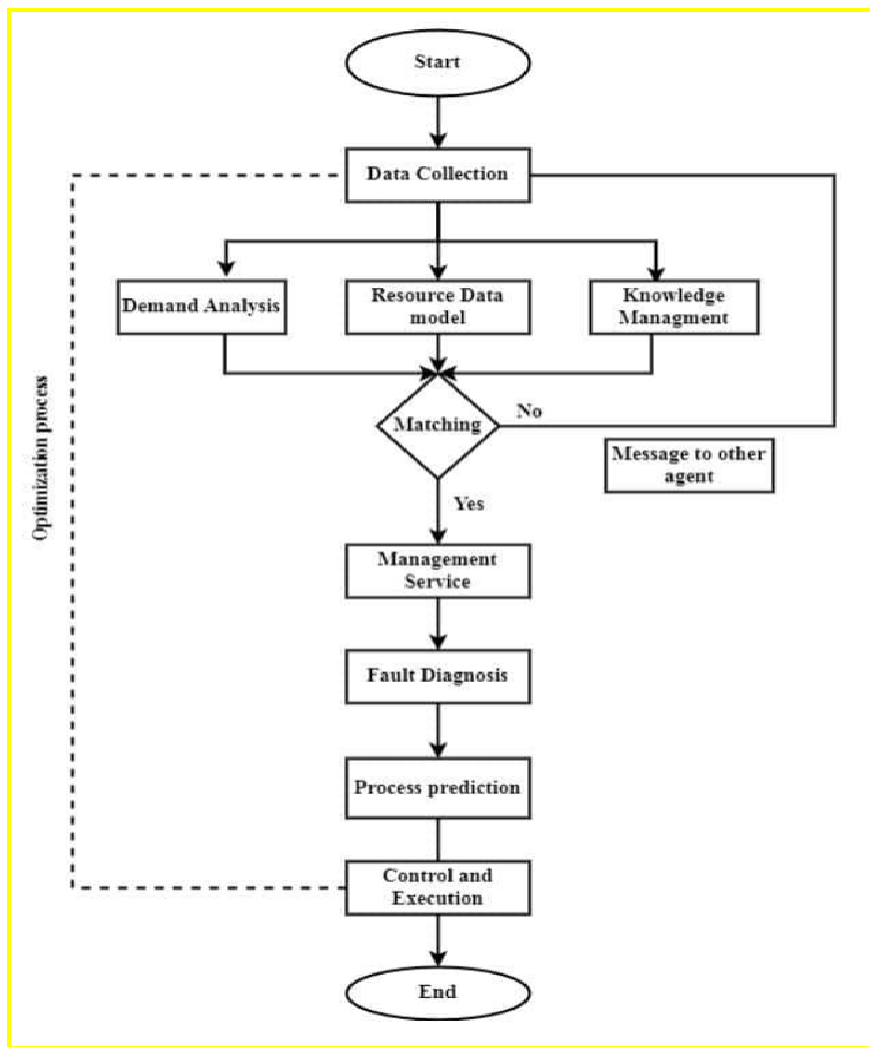 Start
Data Collection
Demand Analysis
Resource Data
model
Knowledge
Managment
Matching
No
Message to other
agent
Yes
Optimization process
Management
Service
Fault Diagnosis
Process prediction
Control and
Execution
End